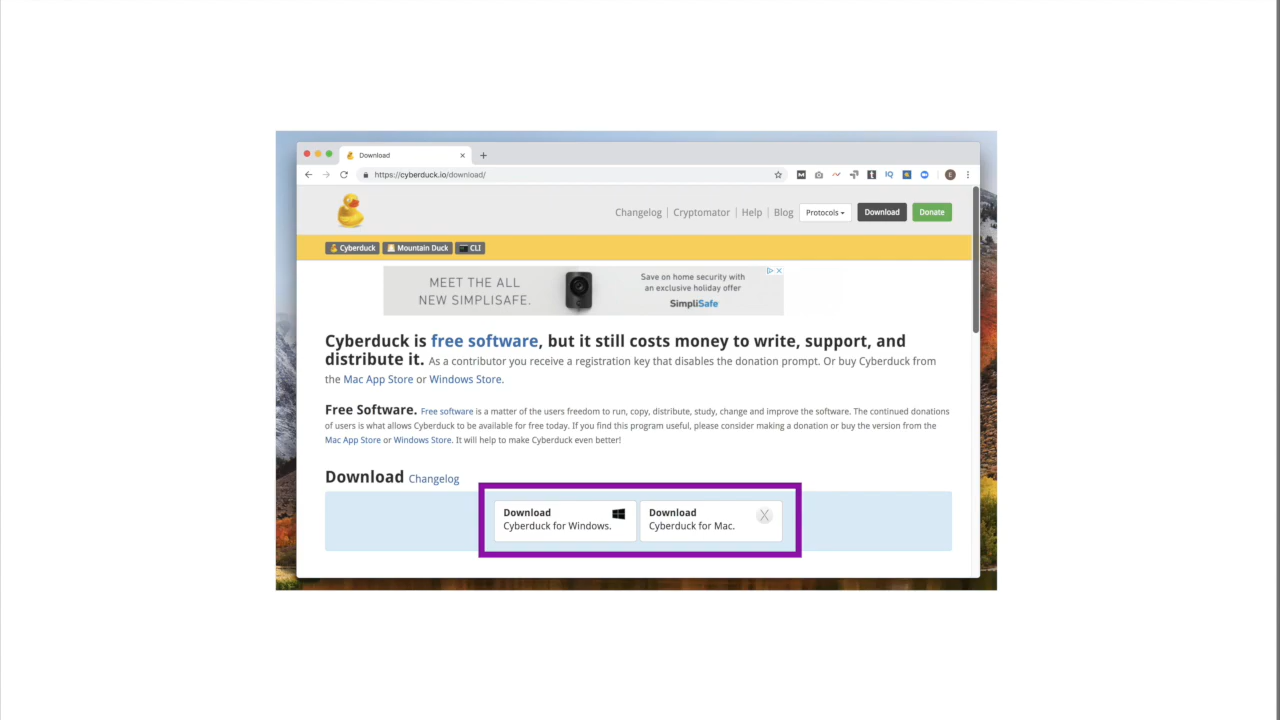 Download
https://cyberduck.io/download/
Changelog | Cryptomator | Help | Blog Protocols Download Donate
Cyberduck Mountain Duck CLI
MEET THE ALL
NEW SIMPLISAFE.
Save on home security with
an exclusive holiday offer
SimpliSafe
Cyberduck is free software, but it still costs money to write, support, and
distribute it. As a contributor you receive a registration key that disables the donation prompt. Or buy Cyberduck from
the Mac App Store or Windows Store.
Free Software. Free software is a matter of the users freedom to run, copy, distribute, study, change and improve the software. The continued donations
of users is what allows Cyberduck to be available for free today. If you find this program useful, please consider making a donation or buy the version from the
Mac App Store or Windows Store. It will help to make Cyberduck even better!
Download Changelog
Download
Cyberduck for Windows.
Download
Cyberduck for Mac.